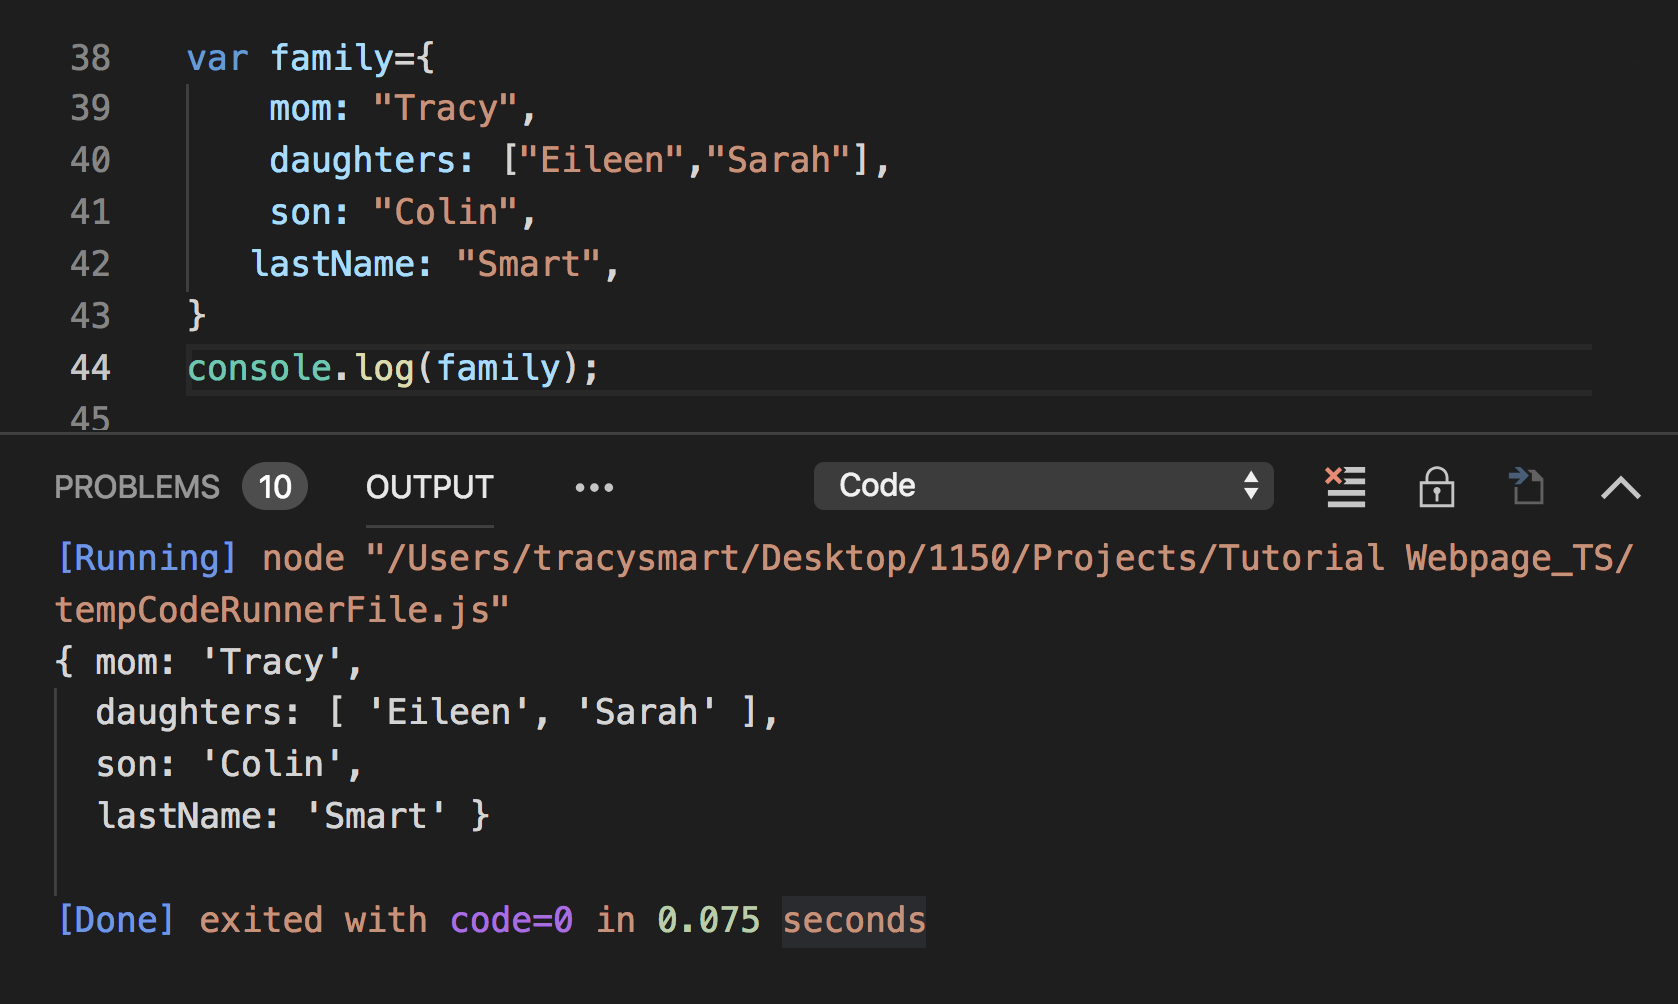 38 var family={
39 mom: "Tracy",
40 daughters: ["Eileen","Sarah"],
41 son: "Colin",
42 lastName: "Smart",
43 }
44 console.log(family);
45
PROBLEMS 10 OUTPUT ••• Code
[Running] node "/Users/tracysmart/Desktop/1150/Projects/Tutorial Webpage_TS/
tempCodeRunnerFile.js"
{ mom: 'Tracy',
daughters: [ 'Eileen', 'Sarah' ],
son: 'Colin',
lastName: 'Smart' }
[Done] exited with code=0 in 0.075 seconds